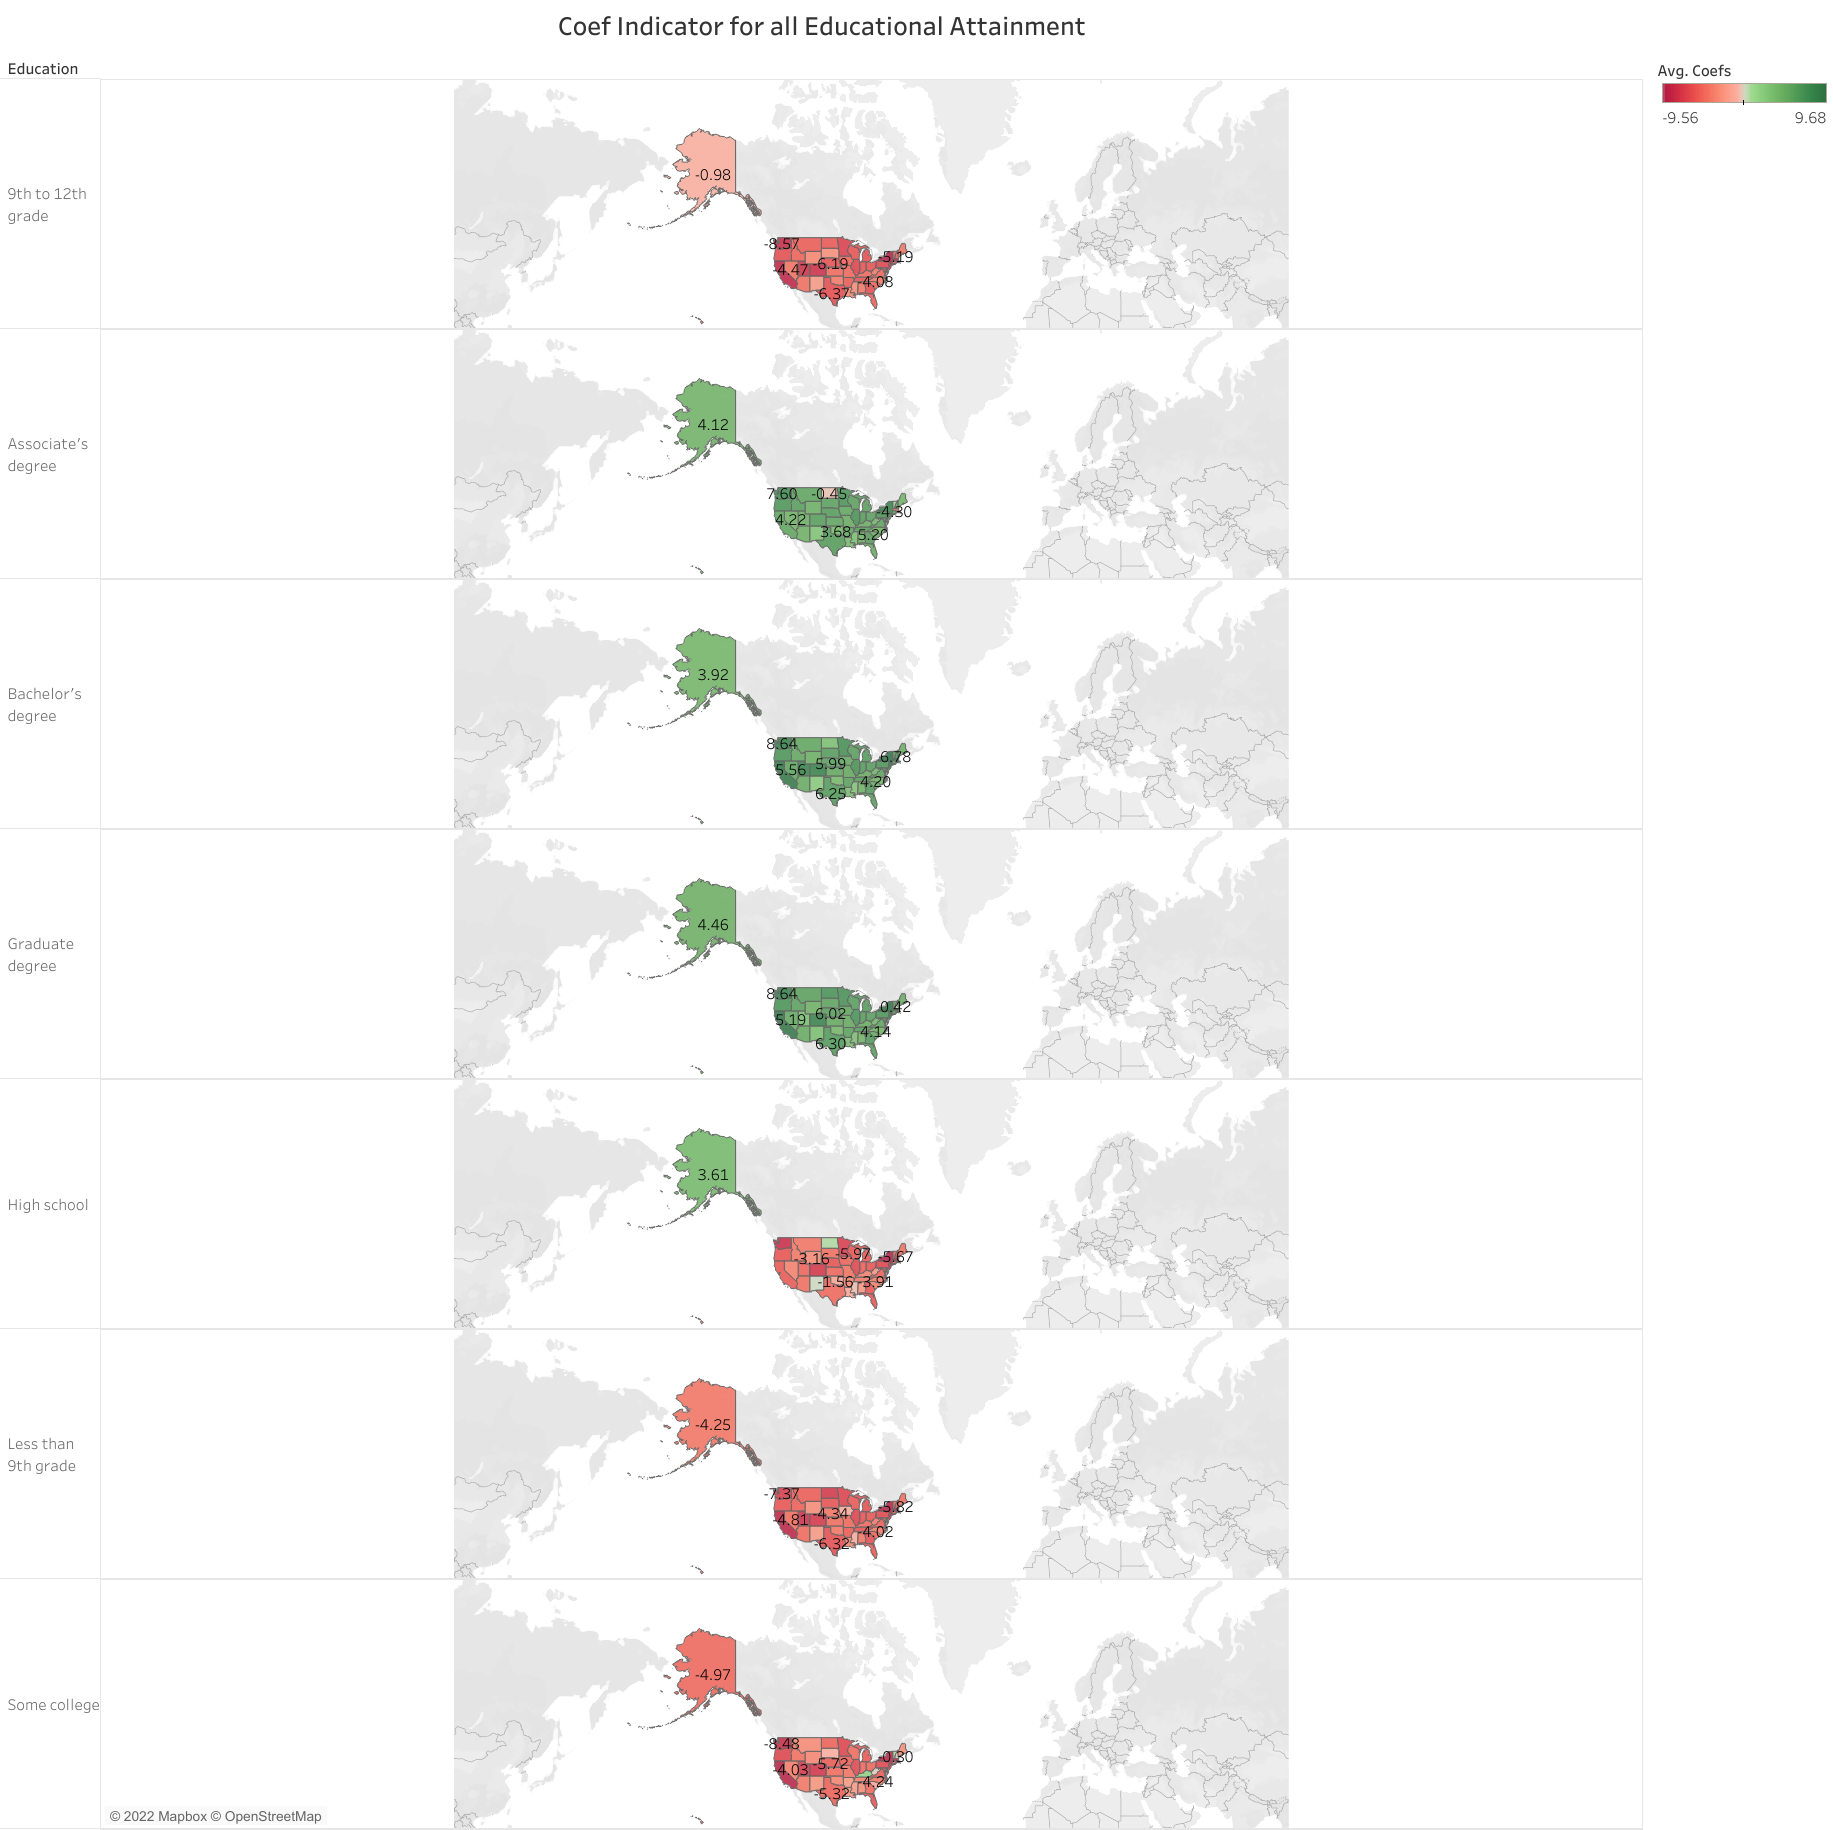 Coef Indicator for all Educational Attainment
Education
Avg. Coefs
-9.56 9.68
9th to 12th
grade
-0.98
-8.57
-5.19
-6.19
-4.47
-4.08
-6.37
Associate's
degree
4.12
7.60 -0.45
-4.30
4.22
3.68 5.20
Bachelor's
degree
3.92
8.64
6.78
5.99
5.56
4.20
6.25
Graduate
degree
4.46
8.64
0.42
6.02
5.19
4.14
6.30
High school
3.61
-3.16 -5.97 -5.67
-1.56 -3.91
Less than
9th grade
-4.25
-7.37
-5.82
-4.34
-4.81
-4.02
-6.32
Some college
-4.97
-8.48
-0.30
-5.72
-4.03
-4.24
-5.32
© 2022 Mapbox © OpenStreetMap